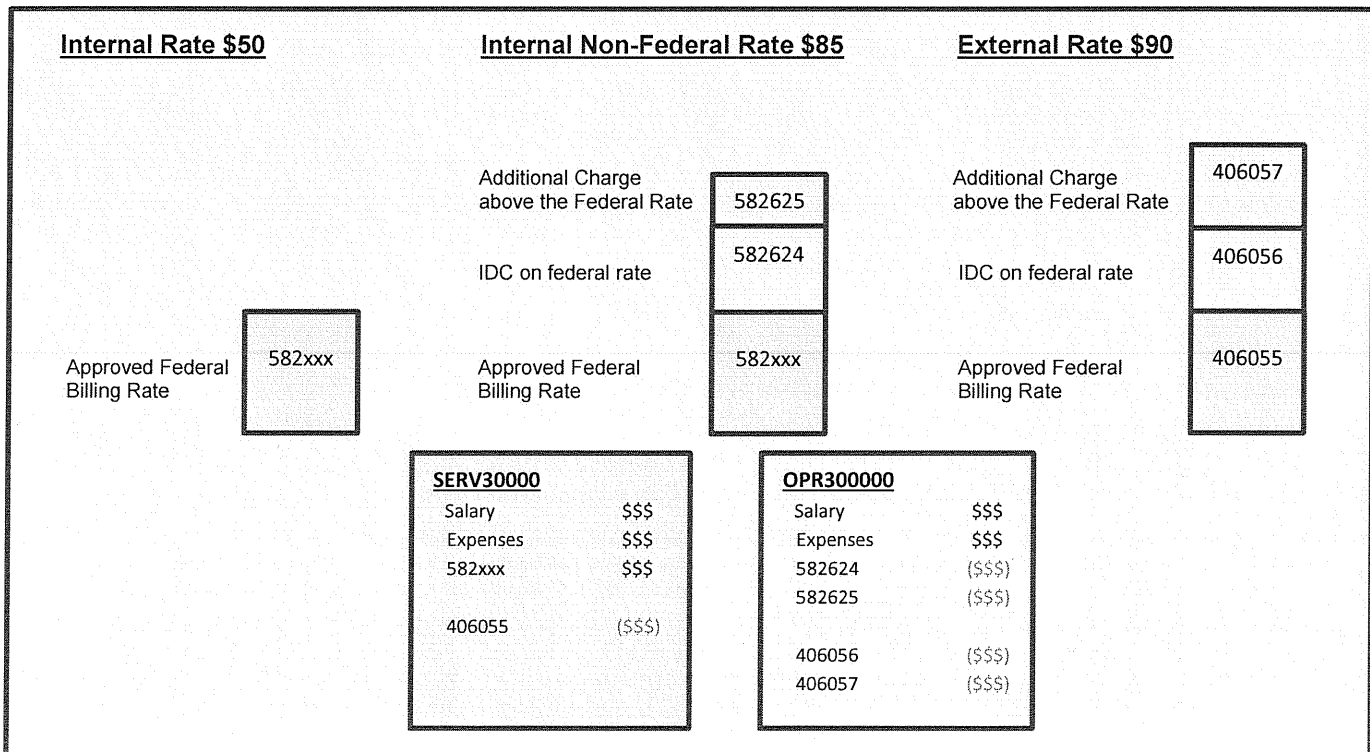 Internal Rate $50
Internal Non-Federal Rate $85
External Rate $90
Additional Charge
above the Federal Rate
582625
IDC on federal rate
582624
Approved Federal
Billing Rate
582xxx
Approved Federal
Billing Rate
582xxx
Additional Charge
above the Federal Rate
406057
IDC on federal rate
406056
Approved Federal
Billing Rate
406055
SERV30000
Salary $$$
Expenses $$$
582xxx $$$
406055 ($$$)
OPR300000
Salary $$$
Expenses $$$
582624 ($$$)
582625 ($$$)
406056 ($$$)
406057 ($$$)